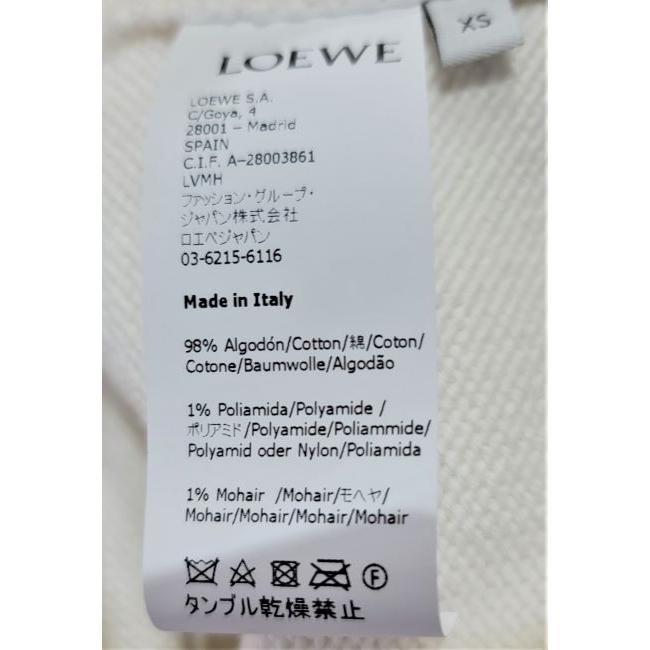 LOEWE
XS
LOEWE S.A.
C/Goya, 4
28001 – Madrid
SPAIN
C.I.F. A–28003861
LVMH
ファッション・グループ・
ジャパン株式会社
ロエベジャパン
03-6215-6116
Made in Italy
98% Algodón/Cotton/綿/Coton/
Cotone/Baumwolle/Algodão
1% Poliamida/Polyamide /
ポリアミド/Polyamide/Poliammide/
Polyamid oder Nylon/Poliamida
1% Mohair /Mohair/モヘヤ/
Mohair/Mohair/Mohair/Mohair
F
タンブル乾燥禁止